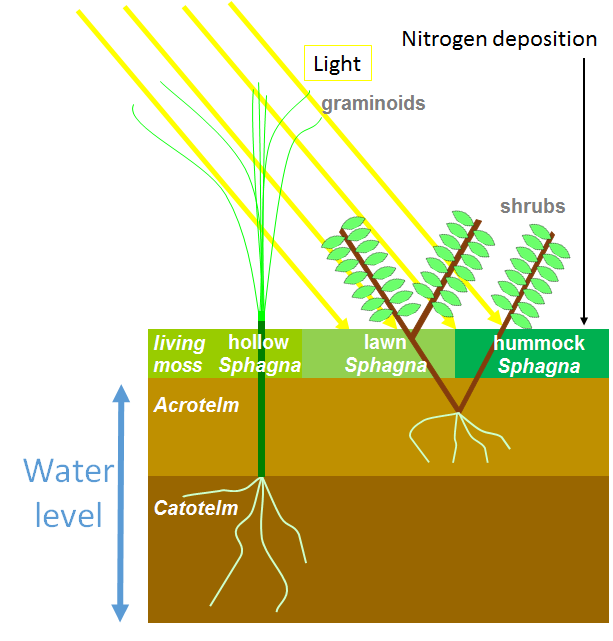 Nitrogen deposition
Light
graminoids
shrubs
living
moss
hollow
Sphagna
lawn
Sphagna
hummock
Sphagna
Acrotelm
Water
level
Catotelm